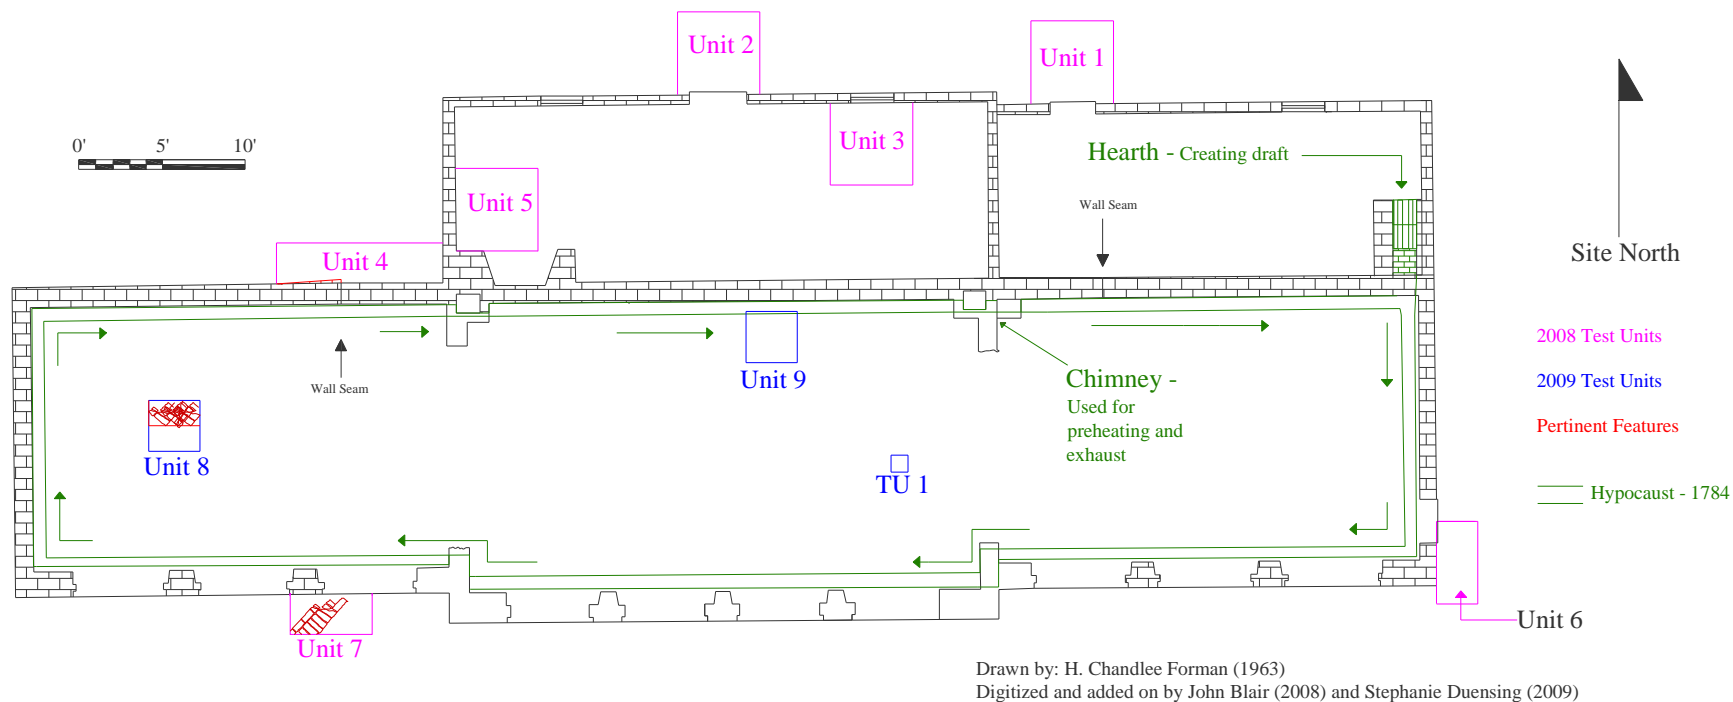 Unit 2
Unit 1
0' 5' 10'
Unit 3
Hearth - Creating draft
Unit 5
Wall Seam
Unit 4
Site North
2008 Test Units
Unit 9
Chimney -
Used for
preheating and
exhaust
Wall Seam
2009 Test Units
Pertinent Features
Unit 8
TU 1
Hypocaust - 1784
Unit 6
Unit 7
Drawn by: H. Chandlee Forman (1963)
Digitized and added on by John Blair (2008) and Stephanie Duensing (2009)